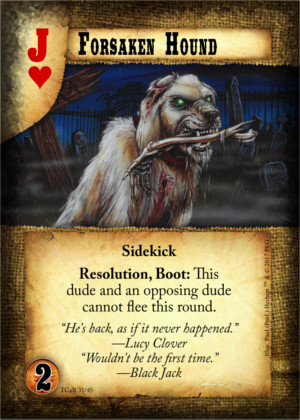 J
FORSAKEN HOUND
Sidekick
Resolution, Boot: This
dude and an opposing dude
cannot flee this round.
"He's back, as if it never happened."
—Lucy Clover
"Wouldn't be the first time."
—Black Jack
2